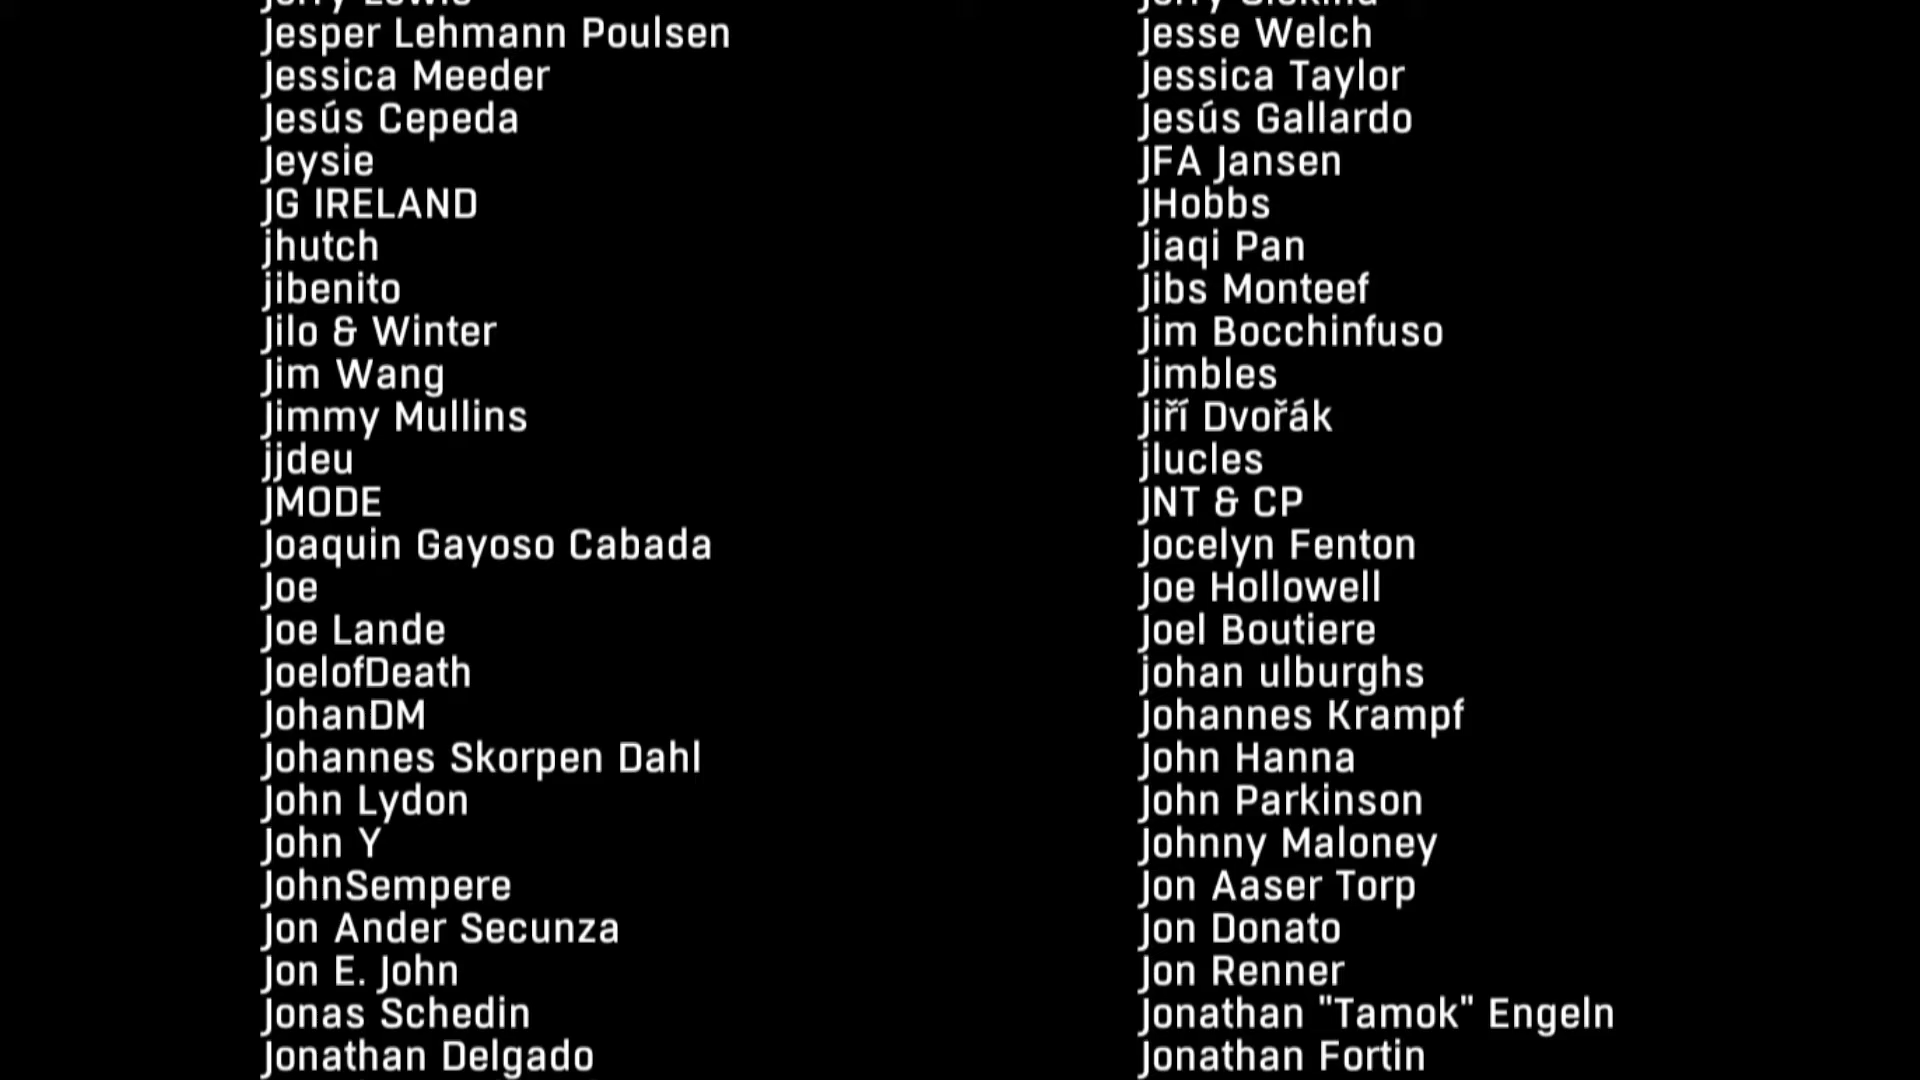 Jesper Lehmann Poulsen
Jesse Welch
Jessica Meeder
Jessica Taylor
Jesús Cepeda
Jesús Gallardo
Jeysie
JFA Jansen
JG IRELAND
JHobbs
jhutch
Jiaqi Pan
jibenito
Jibs Monteef
Jilo & Winter
Jim Bocchinfuso
Jim Wang
Jimbles
Jimmy Mullins
Jiří Dvořák
jjdeu
jlucles
JMODE
JNT & CP
Joaquin Gayoso Cabada
Jocelyn Fenton
Joe
Joe Hollowell
Joe Lande
Joel Boutiere
JoelofDeath
johan ulburghs
JohanDM
Johannes Krampf
Johannes Skorpen Dahl
John Hanna
John Lydon
John Parkinson
John Y
Johnny Maloney
JohnSempere
Jon Aaser Torp
Jon Ander Secunza
Jon Donato
Jon E. John
Jon Renner
Jonas Schedin
Jonathan "Tamok" Engeln
Jonathan Delgado
Jonathan Fortin